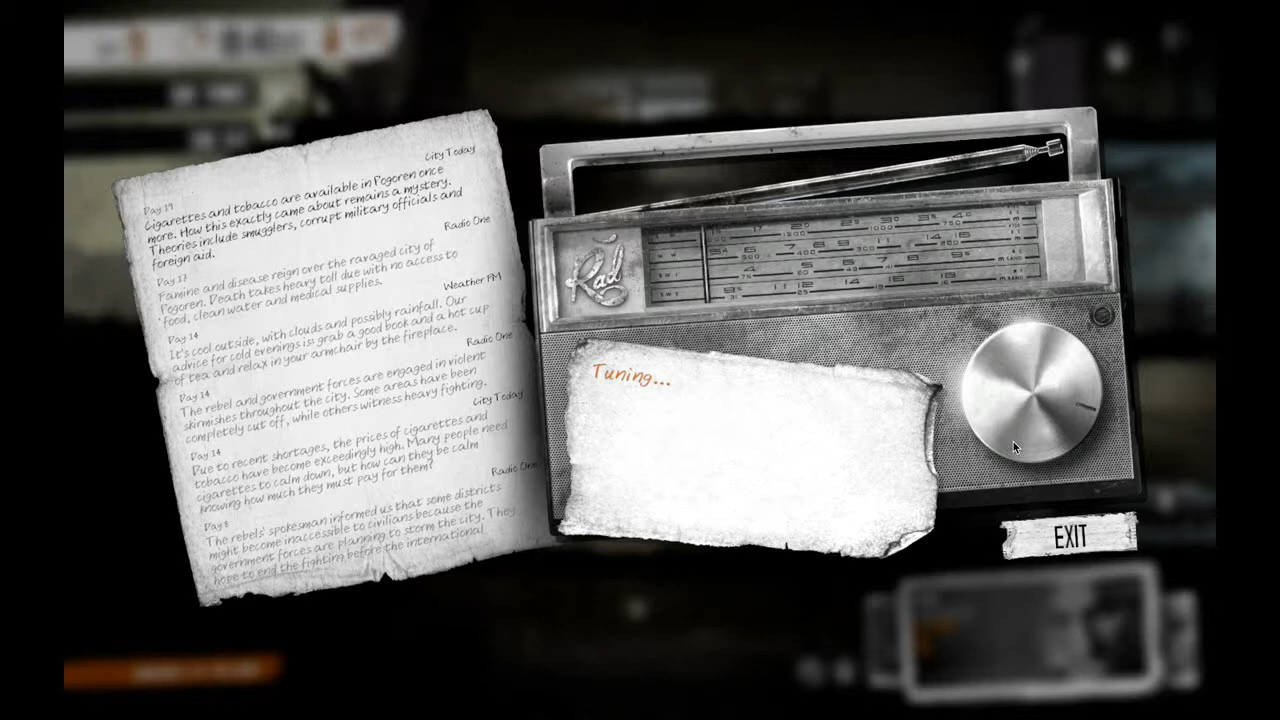 City Today
Day 19
Cigarettes and tobacco are available in Pogoren once
more. How this exactly came about remains a mystery.
Theories include smugglers, corrupt military officials and
foreign aid.
Radio One
Day 17
Famine and disease reign over the ravaged city of
Pogoren. Death takes heavy toll due with no access to
food, clean water and medical supplies.
Weather FM
Day 14
It's cool outside, with clouds and possibly rainfall. Our
advice for cold evenings is grab a good book and a hot cup
of tea and relax in your armchair by the fireplace.
Radio One
Day 14
The rebel and government forces are engaged in violent
skirmishes throughout the city. Some areas have been
completely cut off, while others witness heavy fighting.
City Today
Day 14
Due to recent shortages, the prices of cigarettes and
tobacco have become exceedingly high. Many people need
cigarettes to calm down, but how can they be calm
knowing how much they must pay for them?
Radio One
Day 8
The rebels' spokesman informed us that some districts
might become inaccessible to civilians because the
government forces are planning to storm the city. They
hope to end the fighting before the international
Rad
Tuning...
EXIT